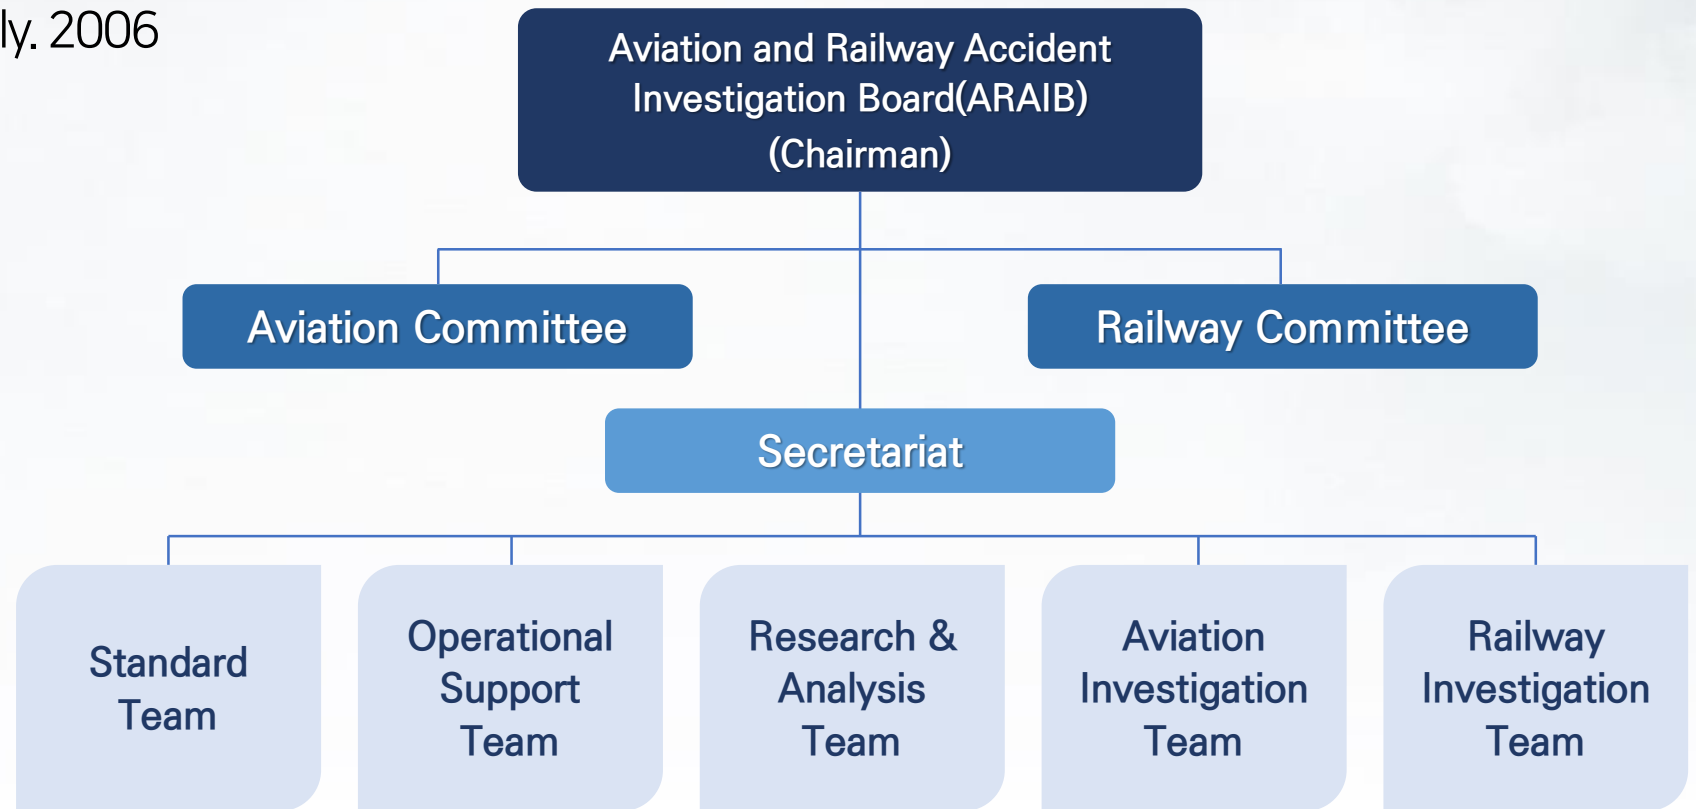 ly. 2006
Aviation and Railway Accident
Investigation Board(ARAIB)
(Chairman)
Aviation Committee
Railway Committee
Secretariat
Standard
Team
Operational
Support
Team
Research &
Analysis
Team
Aviation
Investigation
Team
Railway
Investigation
Team